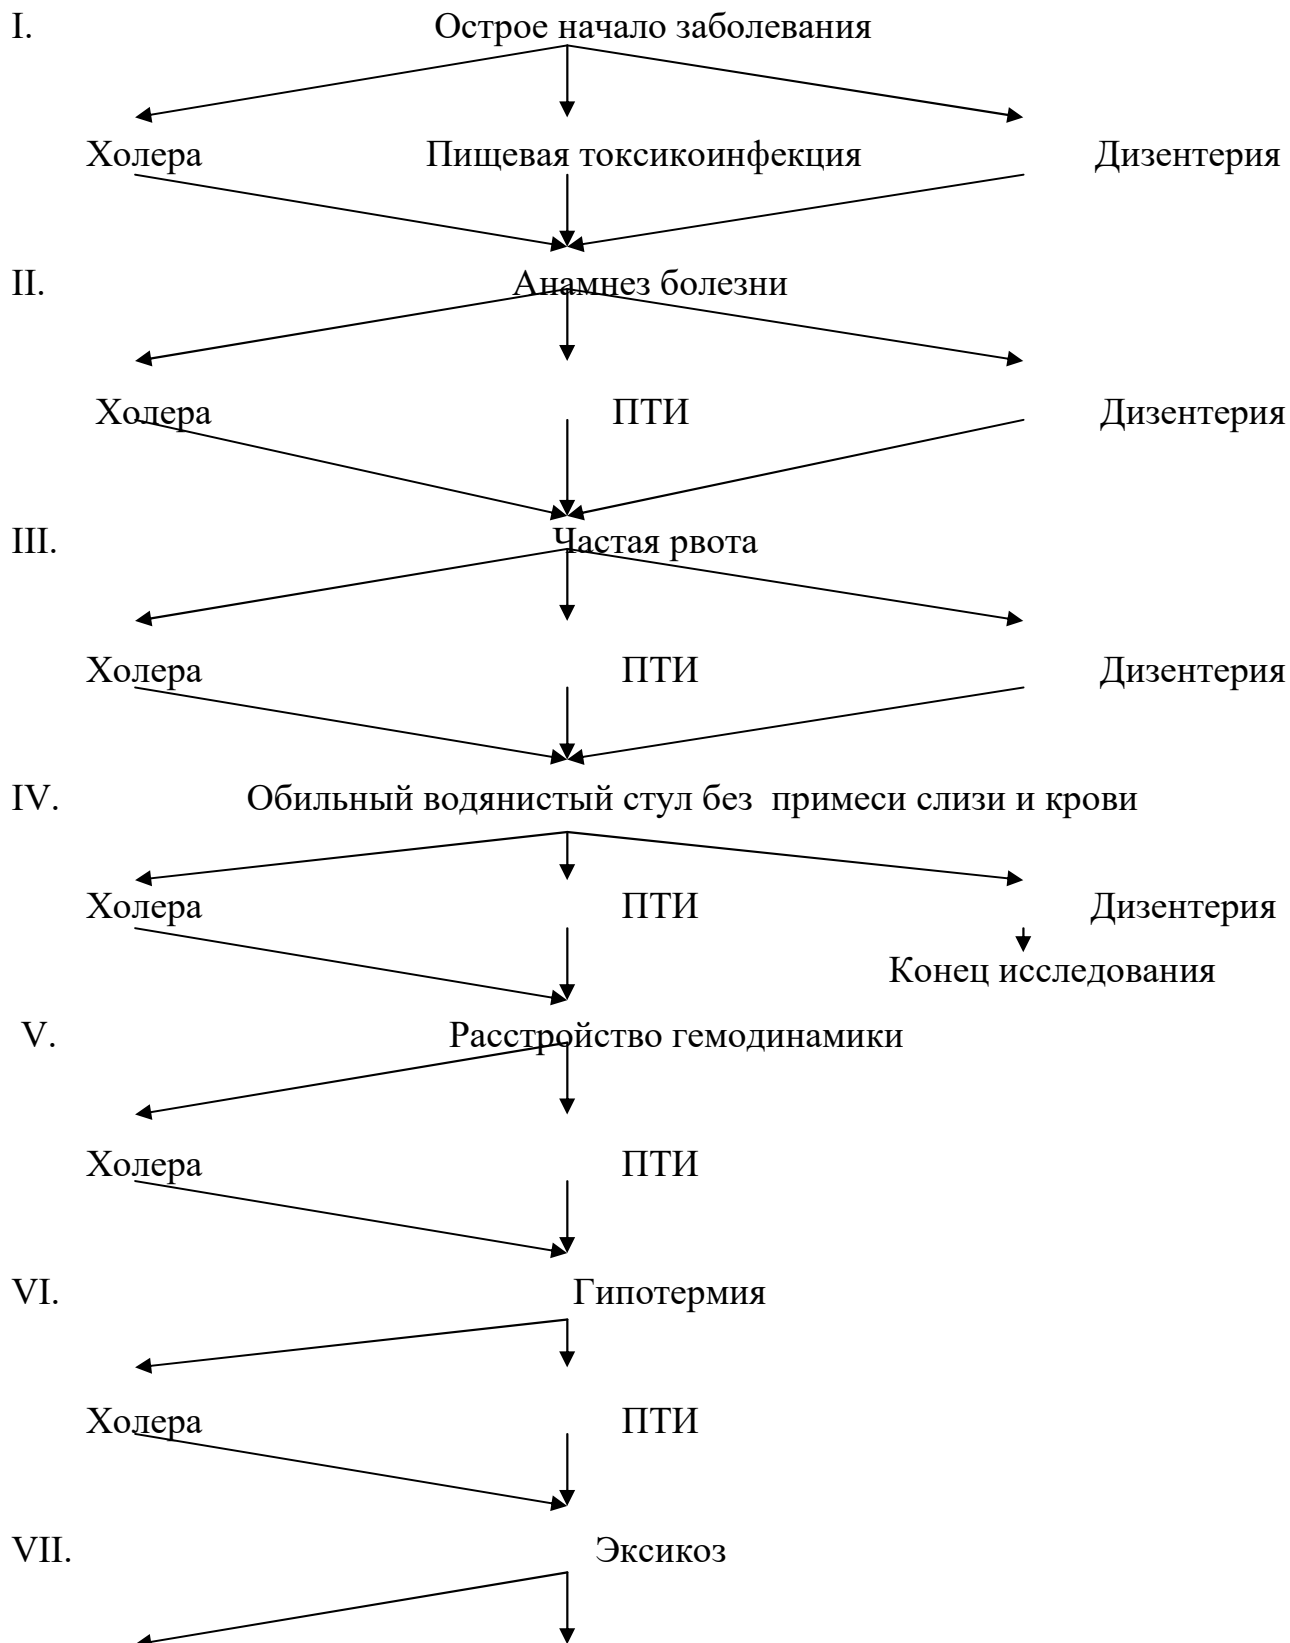 I. Острое начало заболевания
Холера Пищевая токсикоинфекция Дизентерия
II. Анамнез болезни
Холера ПТИ Дизентерия
III. Частая рвота
Холера ПТИ Дизентерия
IV. Обильный водянистый стул без примеси слизи и крови
Холера ПТИ Дизентерия
Конец исследования
V. Расстройство гемодинамики
Холера ПТИ
VI. Гипотермия
Холера ПТИ
VII. Эксикоз